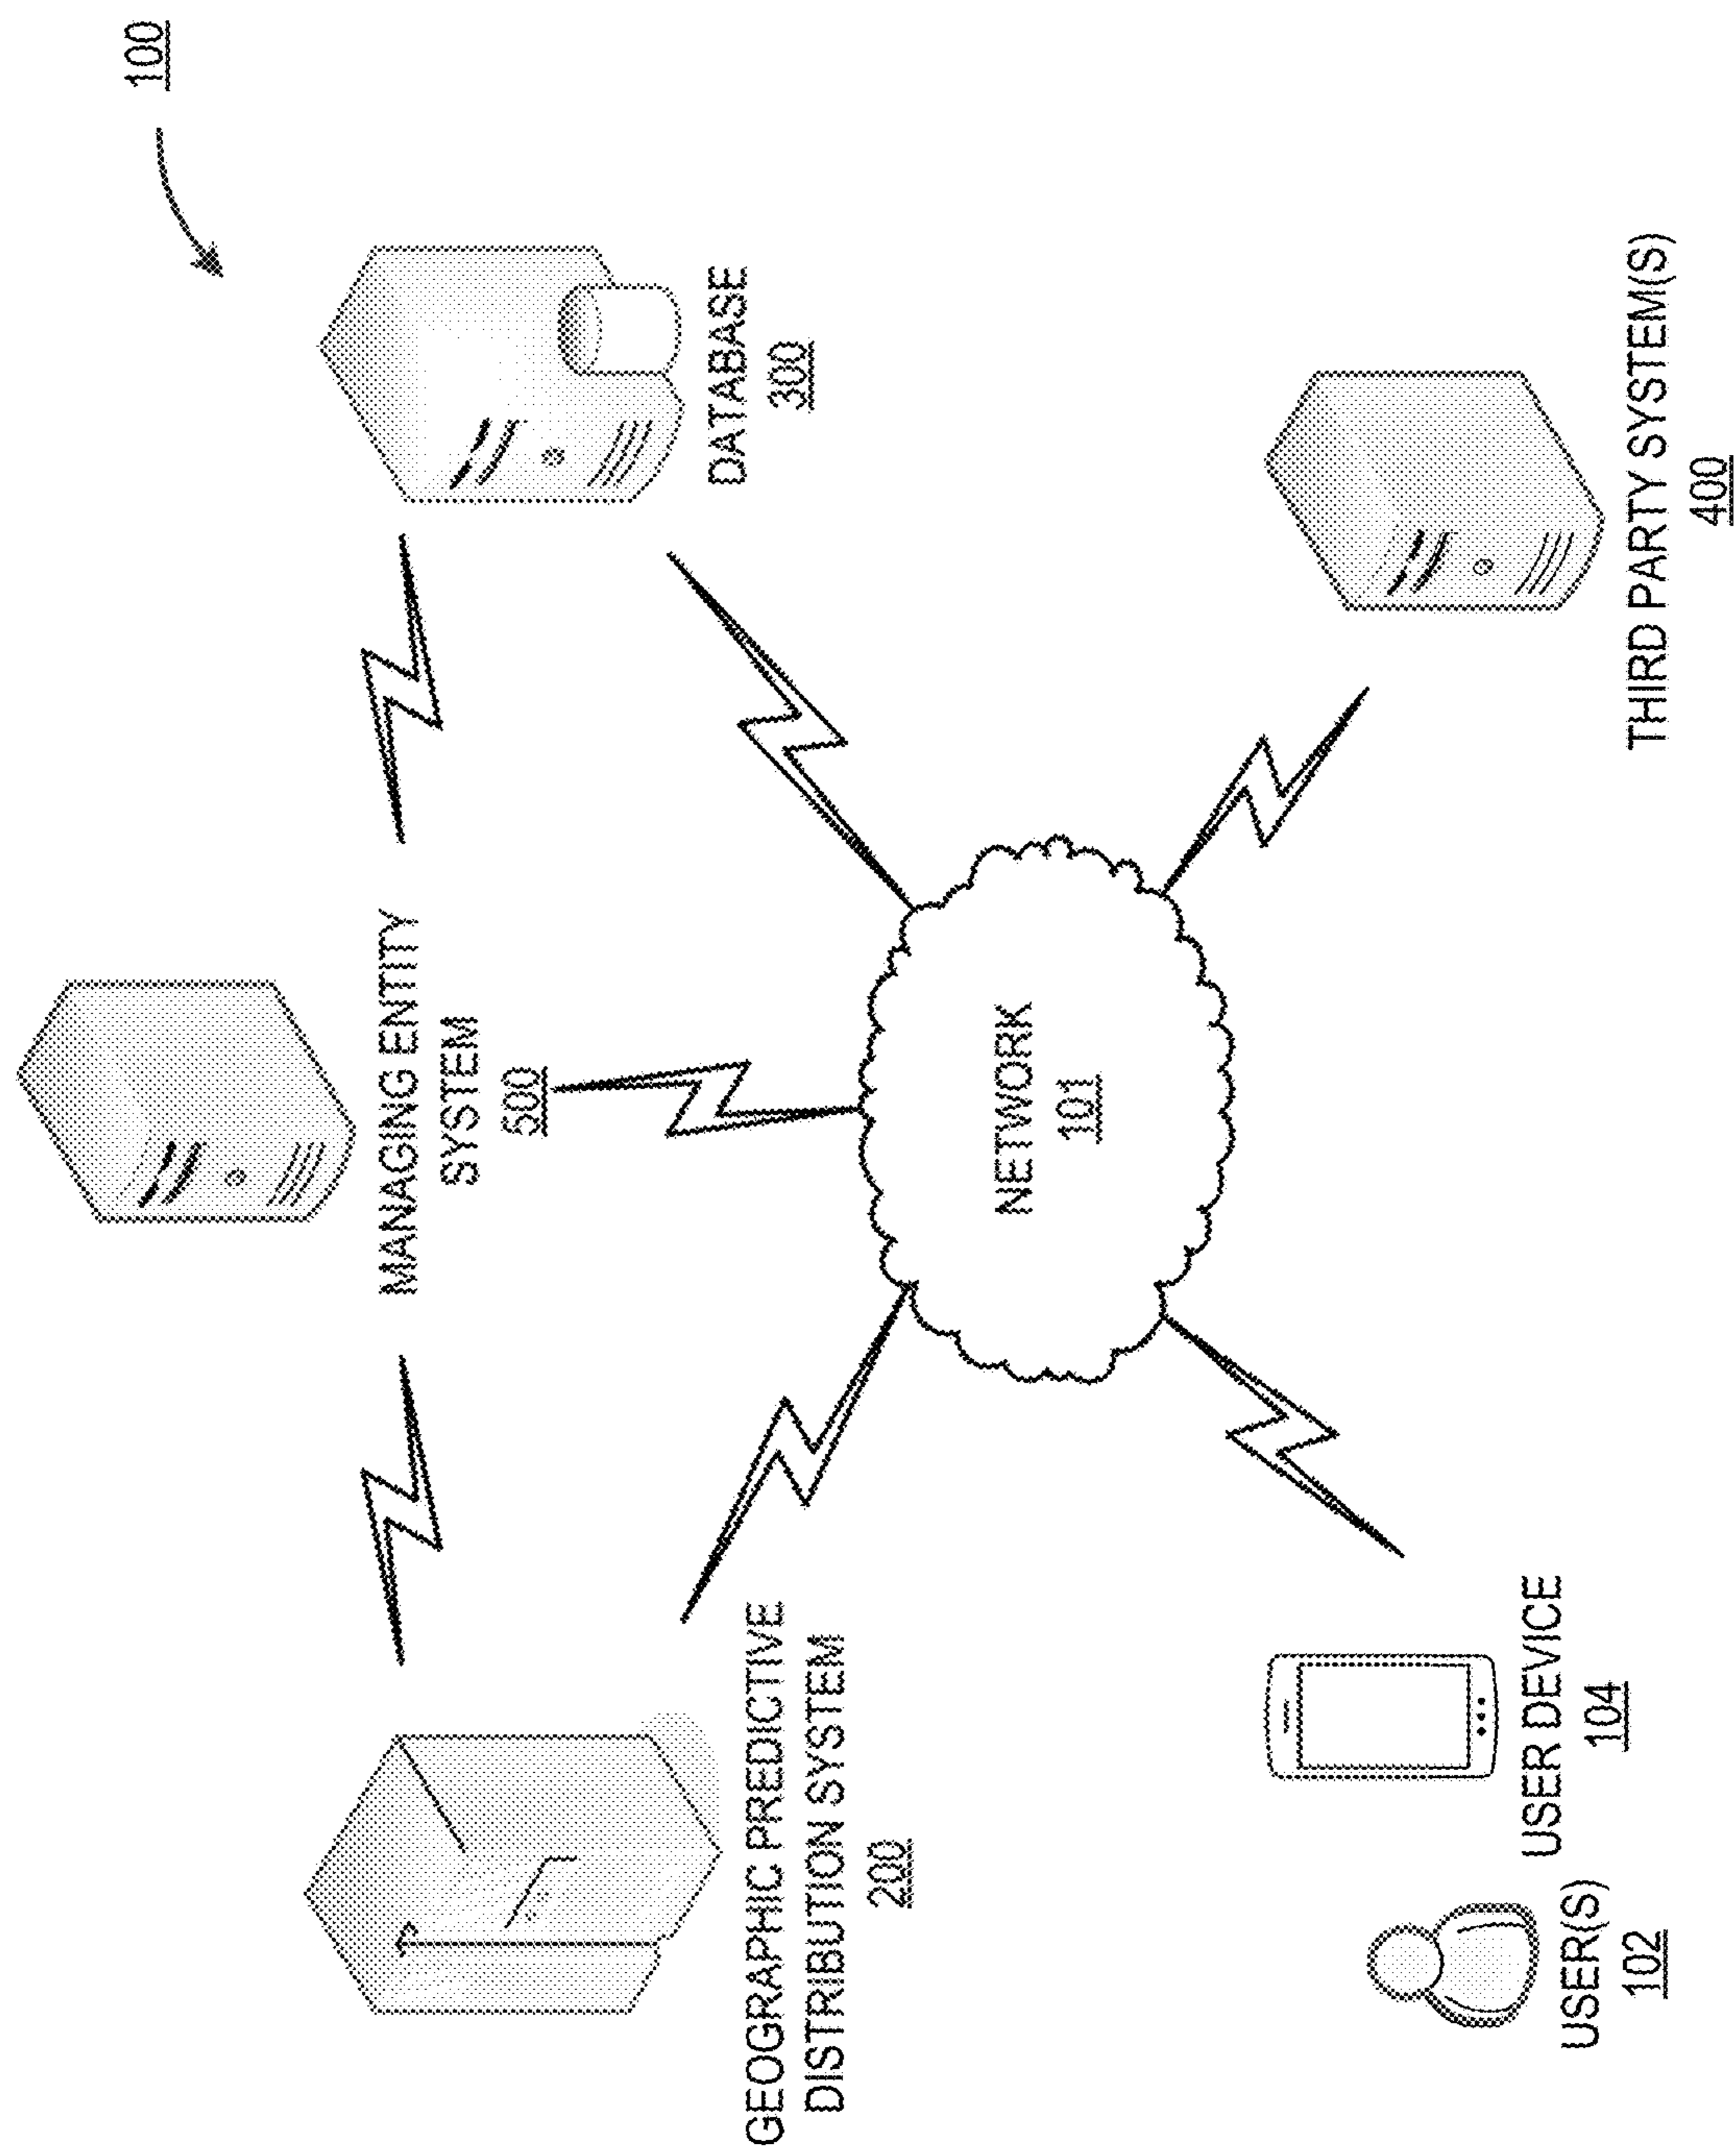 100
MANAGING ENTITY
SYSTEM
500
GEOGRAPHIC PREDICTIVE
DISTRIBUTION SYSTEM
200
DATABASE
300
NETWORK
101
USER(S)
102
USER DEVICE
104
THIRD PARTY SYSTEM(S)
400